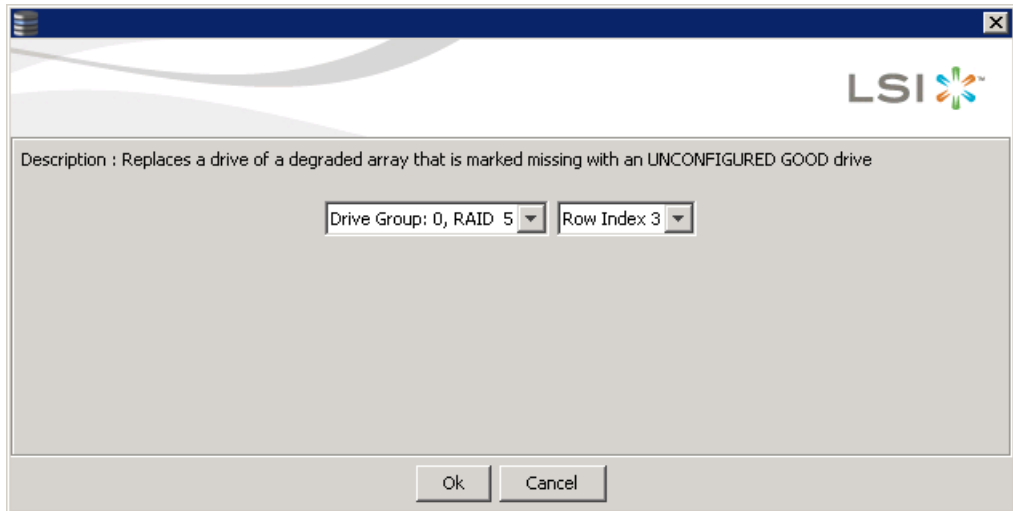 LSI
Description : Replaces a drive of a degraded array that is marked missing with an UNCONFIGURED GOOD drive
Drive Group: 0, RAID 5 Row Index 3
Ok Cancel